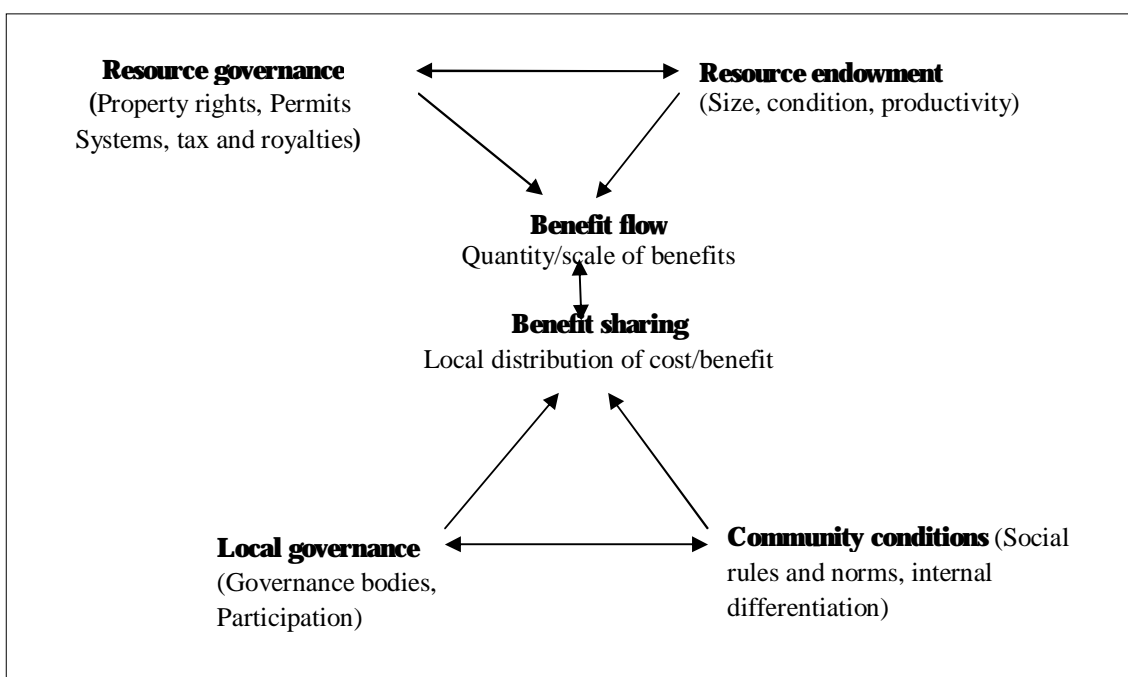 Resource governance
(Property rights, Permits
Systems, tax and royalties)
Resource endowment
(Size, condition, productivity)
Benefit flow
Quantity/scale of benefits
Benefit sharing
Local distribution of cost/benefit
Local governance
(Governance bodies,
Participation)
Community conditions (Social
rules and norms, internal
differentiation)